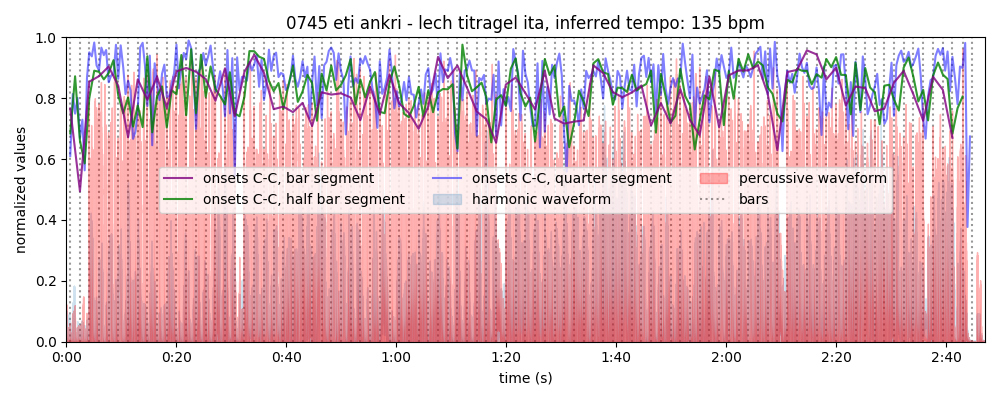 0745 eti ankri - lech titragel ita, inferred tempo: 135 bpm
normalized values
1.0
0.8
0.6
0.4
0.2
0.0
onsets C-C, bar segment
onsets C-C, half bar segment
onsets C-C, quarter segment
harmonic waveform
percussive waveform
bars
0:00 0:20 0:40 1:00 1:20 1:40 2:00 2:20 2:40
time (s)